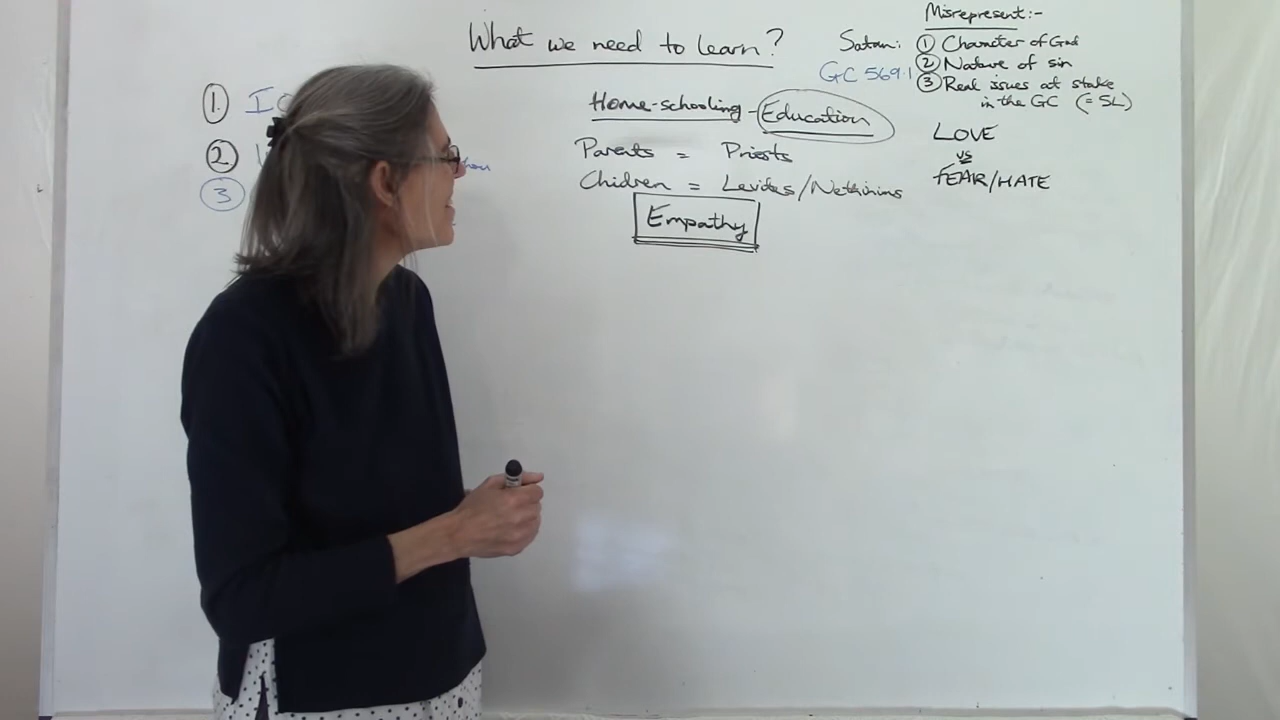 What we need to learn?
① IC
②
③
Home-schooling - Education
Parents = Priests
Chidren = Levites/Nethinims
Empathy
Misrepresent:-
Satan: ① Character of God
GC 569.1 ② Nature of sin
③ Real issues at stake
in the GC (= SL)
LOVE
vs
FEAR/HATE